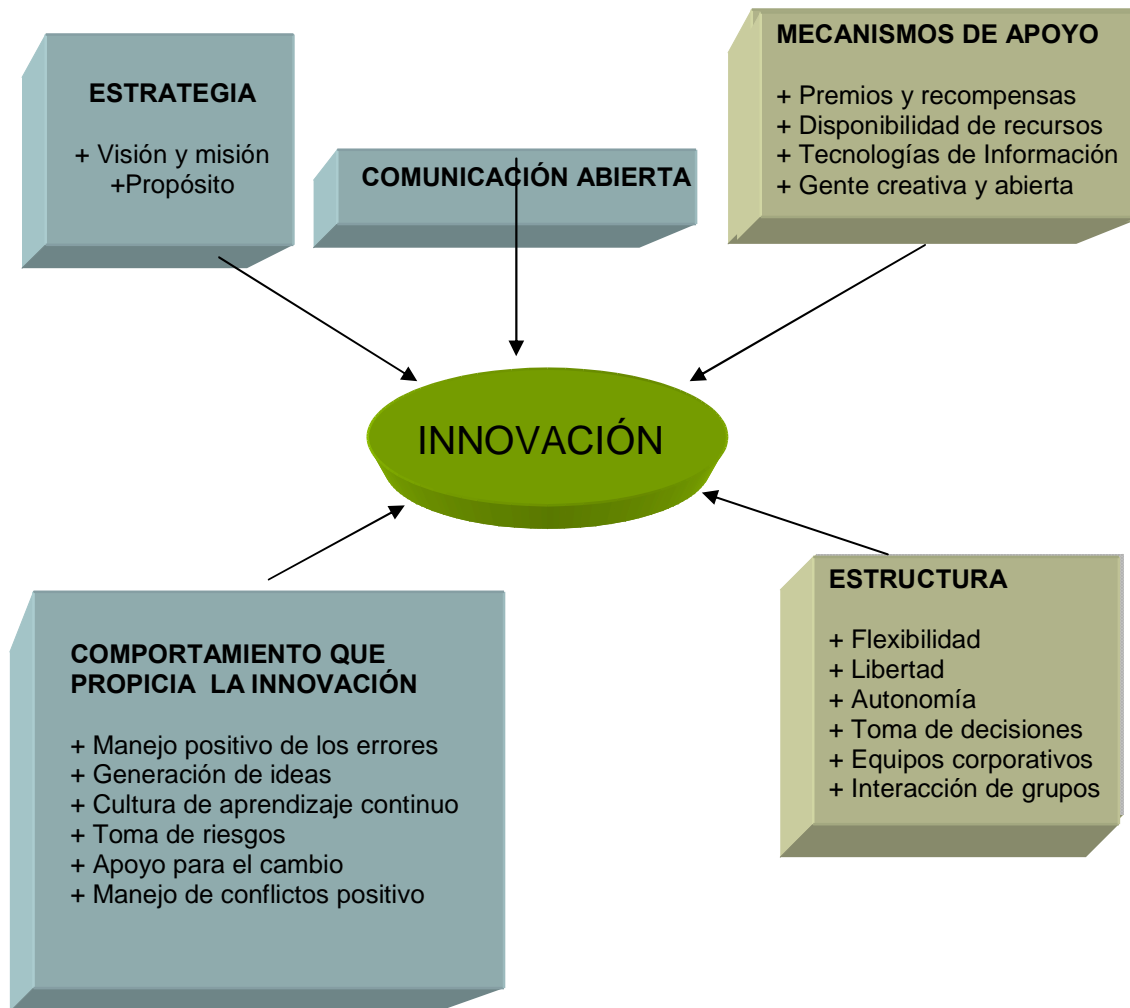 ESTRATEGIA
+ Visión y misión
+Propósito
COMUNICACIÓN ABIERTA
MECANISMOS DE APOYO
+ Premios y recompensas
+ Disponibilidad de recursos
+ Tecnologías de Información
+ Gente creativa y abierta
INNOVACIÓN
COMPORTAMIENTO QUE
PROPICIA  LA INNOVACIÓN
+ Manejo positivo de los errores
+ Generación de ideas
+ Cultura de aprendizaje continuo
+ Toma de riesgos
+ Apoyo para el cambio
+ Manejo de conflictos positivo
ESTRUCTURA
+ Flexibilidad
+ Libertad
+ Autonomía
+ Toma de decisiones
+ Equipos corporativos
+ Interacción de grupos